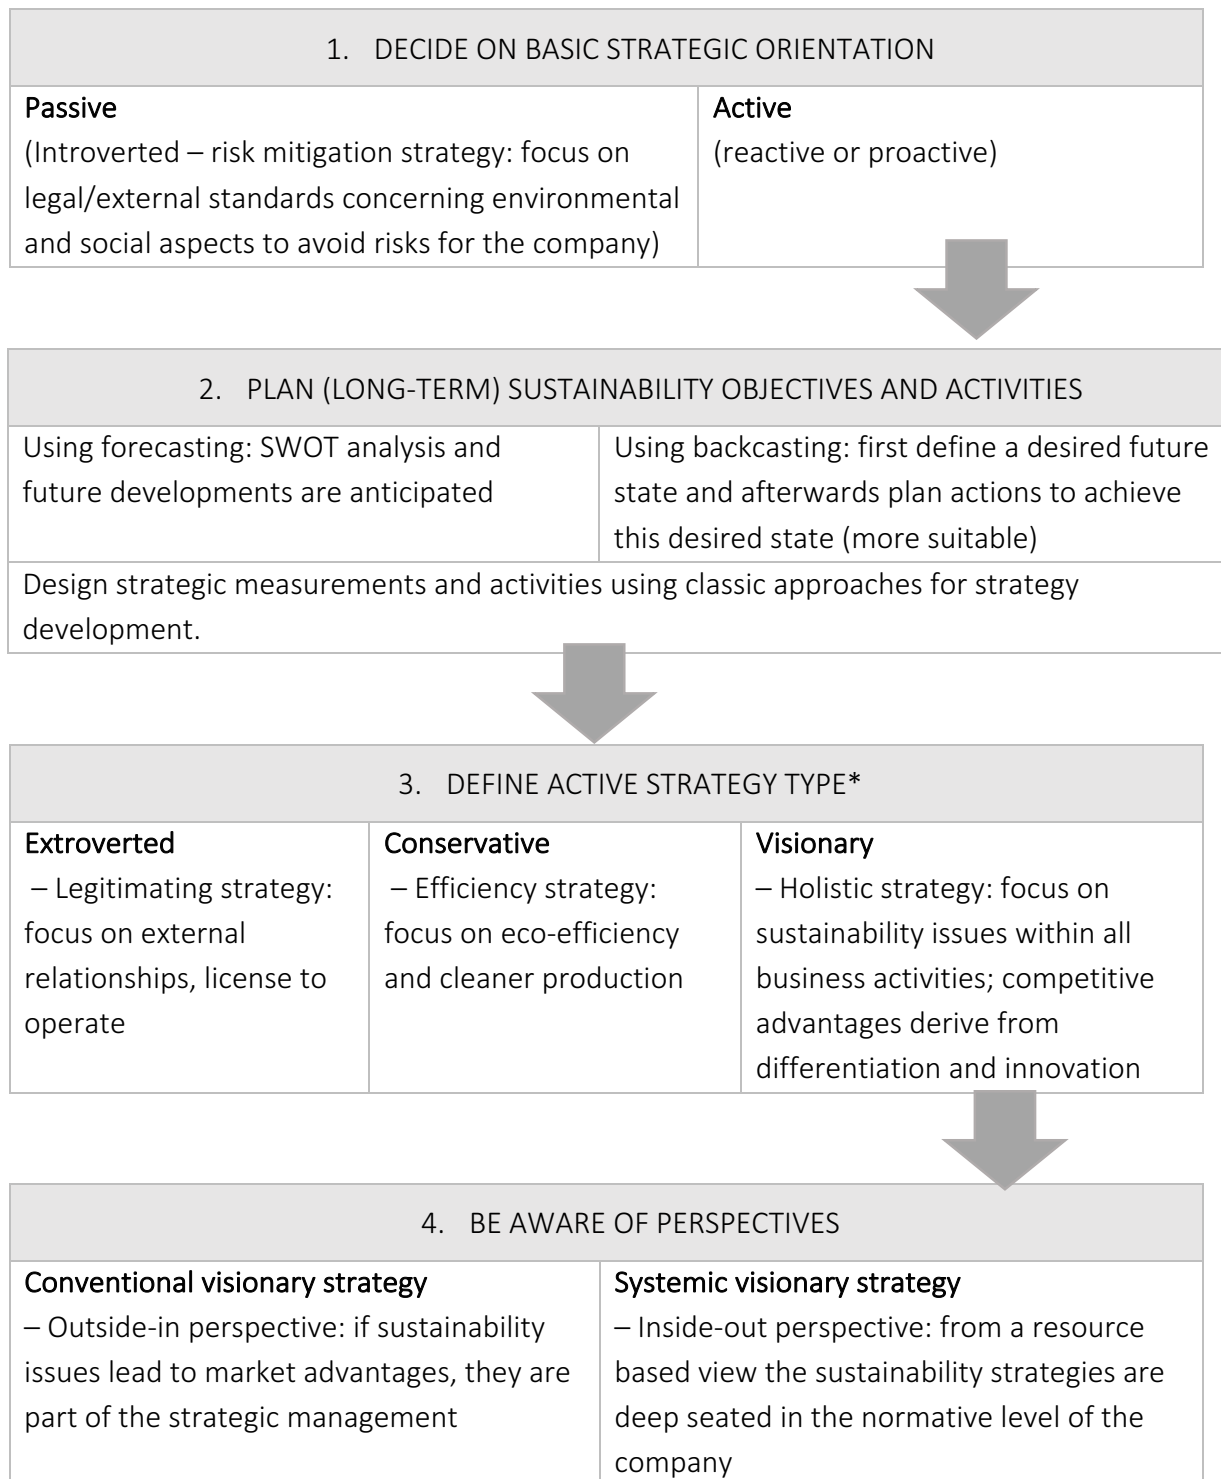 1. DECIDE ON BASIC STRATEGIC ORIENTATION
Passive
(Introverted – risk mitigation strategy: focus on
legal/external standards concerning environmental
and social aspects to avoid risks for the company)
Active
(reactive or proactive)
2. PLAN (LONG-TERM) SUSTAINABILITY OBJECTIVES AND ACTIVITIES
Using forecasting: SWOT analysis and
future developments are anticipated
Using backcasting: first define a desired future
state and afterwards plan actions to achieve
this desired state (more suitable)
Design strategic measurements and activities using classic approaches for strategy
development.
3. DEFINE ACTIVE STRATEGY TYPE*
Extroverted
– Legitimating strategy:
focus on external
relationships, license to
operate
Conservative
– Efficiency strategy:
focus on eco-efficiency
and cleaner production
Visionary
– Holistic strategy: focus on
sustainability issues within all
business activities; competitive
advantages derive from
differentiation and innovation
4. BE AWARE OF PERSPECTIVES
Conventional visionary strategy
– Outside-in perspective: if sustainability
issues lead to market advantages, they are
part of the strategic management
Systemic visionary strategy
– Inside-out perspective: from a resource
based view the sustainability strategies are
deep seated in the normative level of the
company